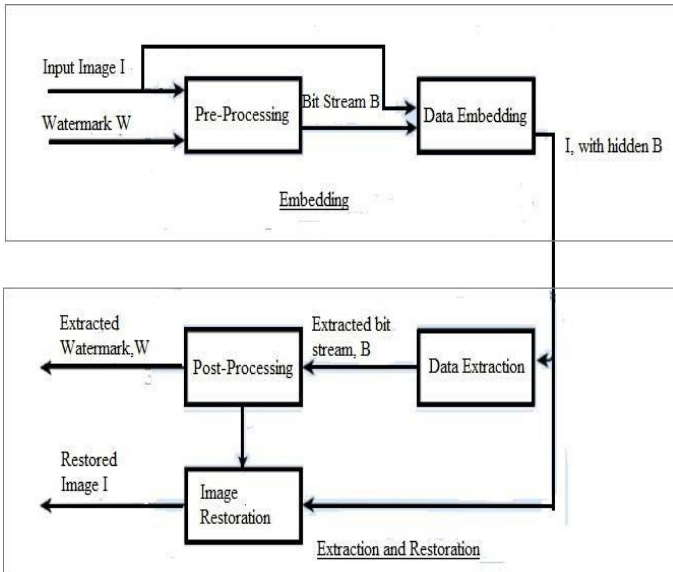 Input Image I
Watermark W
Pre-Processing
Bit Stream B
Data Embedding
I, with hidden B
Embedding
Extracted
Watermark,W
Post-Processing
Extracted bit
stream, B
Data Extraction
Restored
Image I
Image
Restoration
Extraction and Restoration